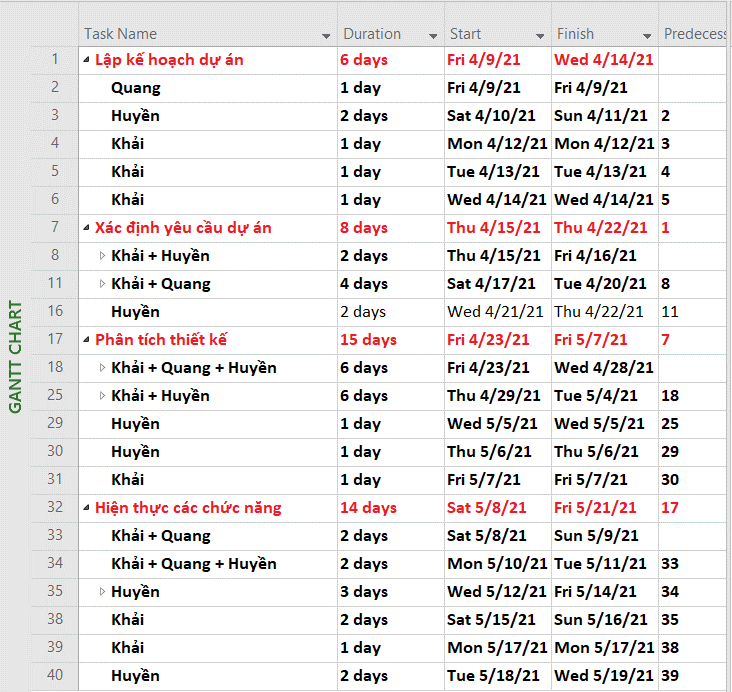 Task Name Duration Start Finish Predecess
1 Lập kế hoạch dự án 6 days Fri 4/9/21 Wed 4/14/21
2 Quang 1 day Fri 4/9/21 Fri 4/9/21
3 Huyền 2 days Sat 4/10/21 Sun 4/11/21 2
4 Khải 1 day Mon 4/12/21 Mon 4/12/21 3
5 Khải 1 day Tue 4/13/21 Tue 4/13/21 4
6 Khải 1 day Wed 4/14/21 Wed 4/14/21 5
7 Xác định yêu cầu dự án 8 days Thu 4/15/21 Thu 4/22/21 1
8 Khải + Huyền 2 days Thu 4/15/21 Fri 4/16/21
11 Khải + Quang 4 days Sat 4/17/21 Tue 4/20/21 8
16 Huyền 2 days Wed 4/21/21 Thu 4/22/21 11
17 Phân tích thiết kế 15 days Fri 4/23/21 Fri 5/7/21 7
18 Khải + Quang + Huyền 6 days Fri 4/23/21 Wed 4/28/21
25 Khải + Huyền 6 days Thu 4/29/21 Tue 5/4/21 18
29 Huyền 1 day Wed 5/5/21 Wed 5/5/21 25
30 Huyền 1 day Thu 5/6/21 Thu 5/6/21 29
31 Khải 1 day Fri 5/7/21 Fri 5/7/21 30
32 Hiện thực các chức năng 14 days Sat 5/8/21 Fri 5/21/21 17
33 Khải + Quang 2 days Sat 5/8/21 Sun 5/9/21
34 Khải + Quang + Huyền 2 days Mon 5/10/21 Tue 5/11/21 33
35 Huyền 3 days Wed 5/12/21 Fri 5/14/21 34
38 Khải 2 days Sat 5/15/21 Sun 5/16/21 35
39 Khải 1 day Mon 5/17/21 Mon 5/17/21 38
40 Huyền 2 days Tue 5/18/21 Wed 5/19/21 39
GANTT CHART